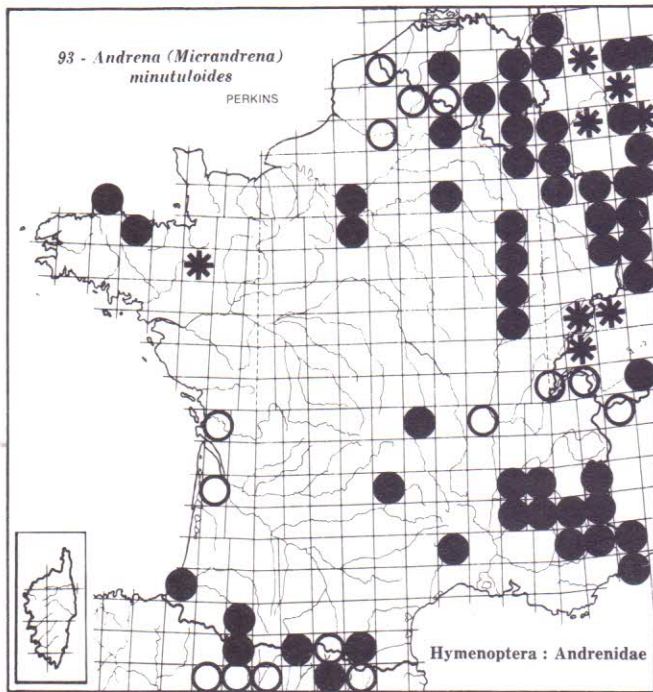 93 - Andrena (Micrandrena)
minutuloides
PERKINS
Hymenoptera : Andrenidae